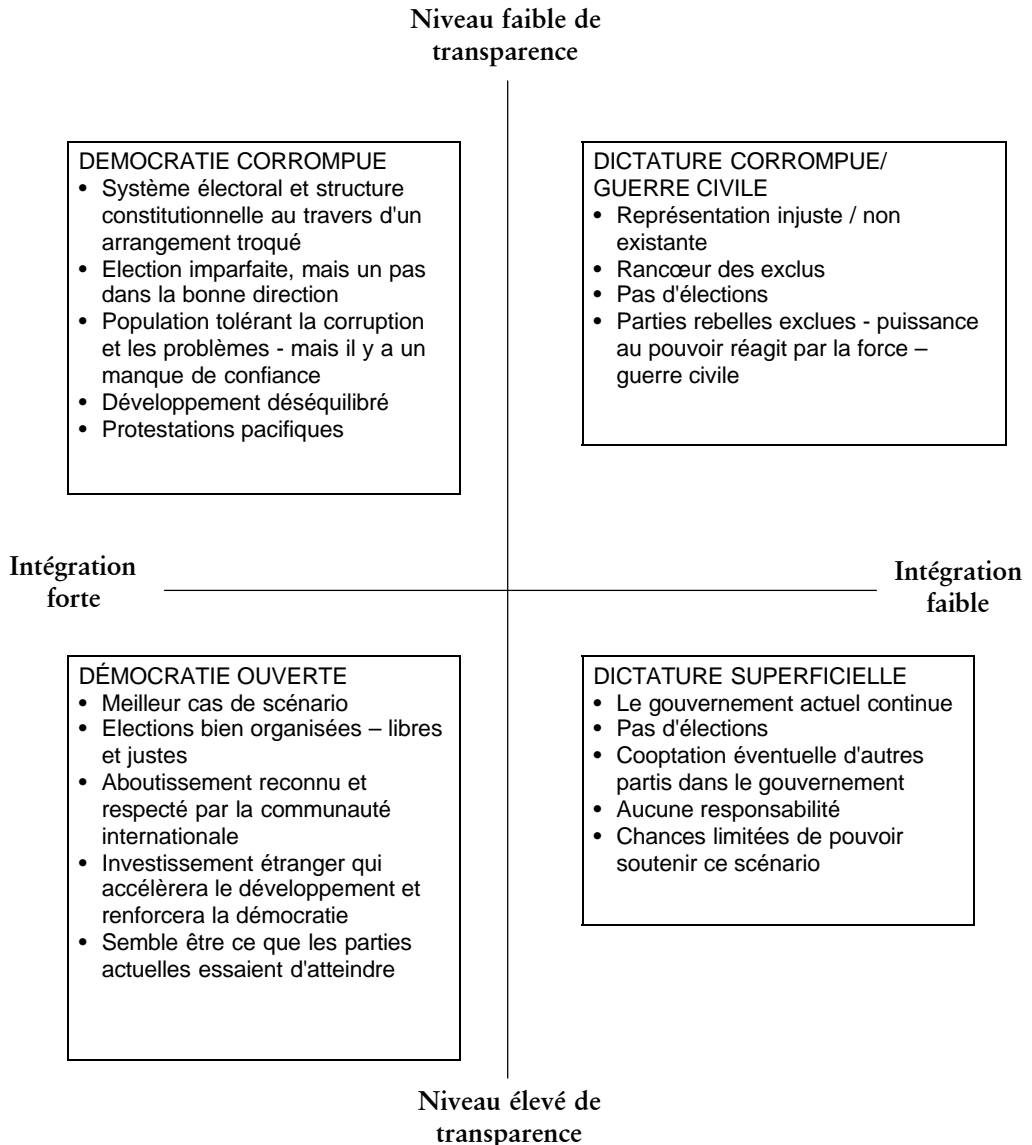 Niveau faible de
transparence
DEMOCRATIE CORROMPUE
• Système électoral et structure
constitutionnelle au travers d'un
arrangement troqué
• Election imparfaite, mais un pas
dans la bonne direction
• Population tolérant la corruption
et les problèmes - mais il y a un
manque de confiance
• Développement déséquilibré
• Protestations pacifiques
DICTATURE CORROMPUE/
GUERRE CIVILE
• Représentation injuste / non
existante
• Rancœur des exclus
• Pas d'élections
• Parties rebelles exclues - puissance
au pouvoir réagit par la force –
guerre civile
Intégration
forte
Intégration
faible
DÉMOCRATIE OUVERTE
• Meilleur cas de scénario
• Elections bien organisées – libres
et justes
• Aboutissement reconnu et
respecté par la communauté
internationale
• Investissement étranger qui
accélèrera le développement et
renforcera la démocratie
• Semble être ce que les parties
actuelles essaient d'atteindre
DICTATURE SUPERFICIELLE
• Le gouvernement actuel continue
• Pas d'élections
• Cooptation éventuelle d'autres
partis dans le gouvernement
• Aucune responsabilité
• Chances limitées de pouvoir
soutenir ce scénario
Niveau élevé de
transparence